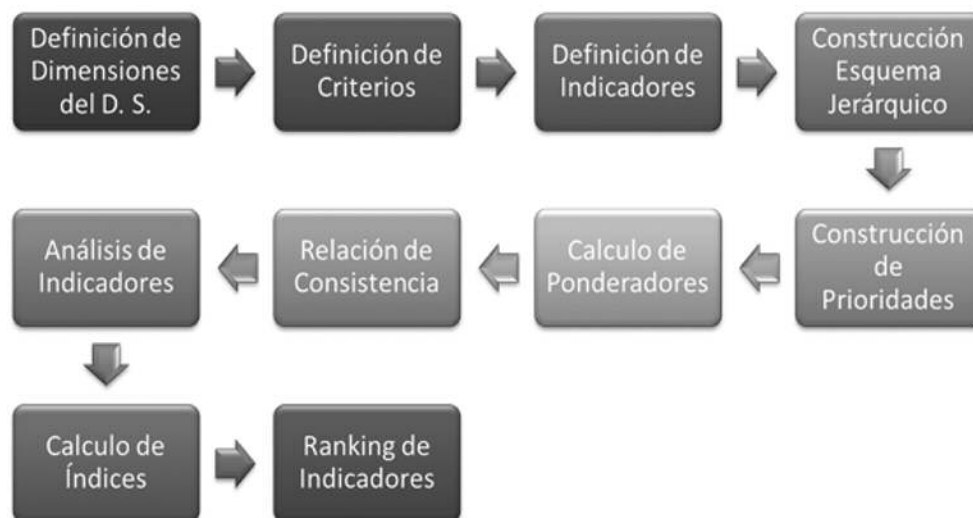 Definición de
Dimensiones
del D. S.
Definición de
Criterios
Definición de
Indicadores
Construcción
Esquema
Jerárquico
Construcción
de
Prioridades
Calculo de
Ponderadores
Relación de
Consistencia
Análisis de
Indicadores
Calculo de
Índices
Ranking de
Indicadores